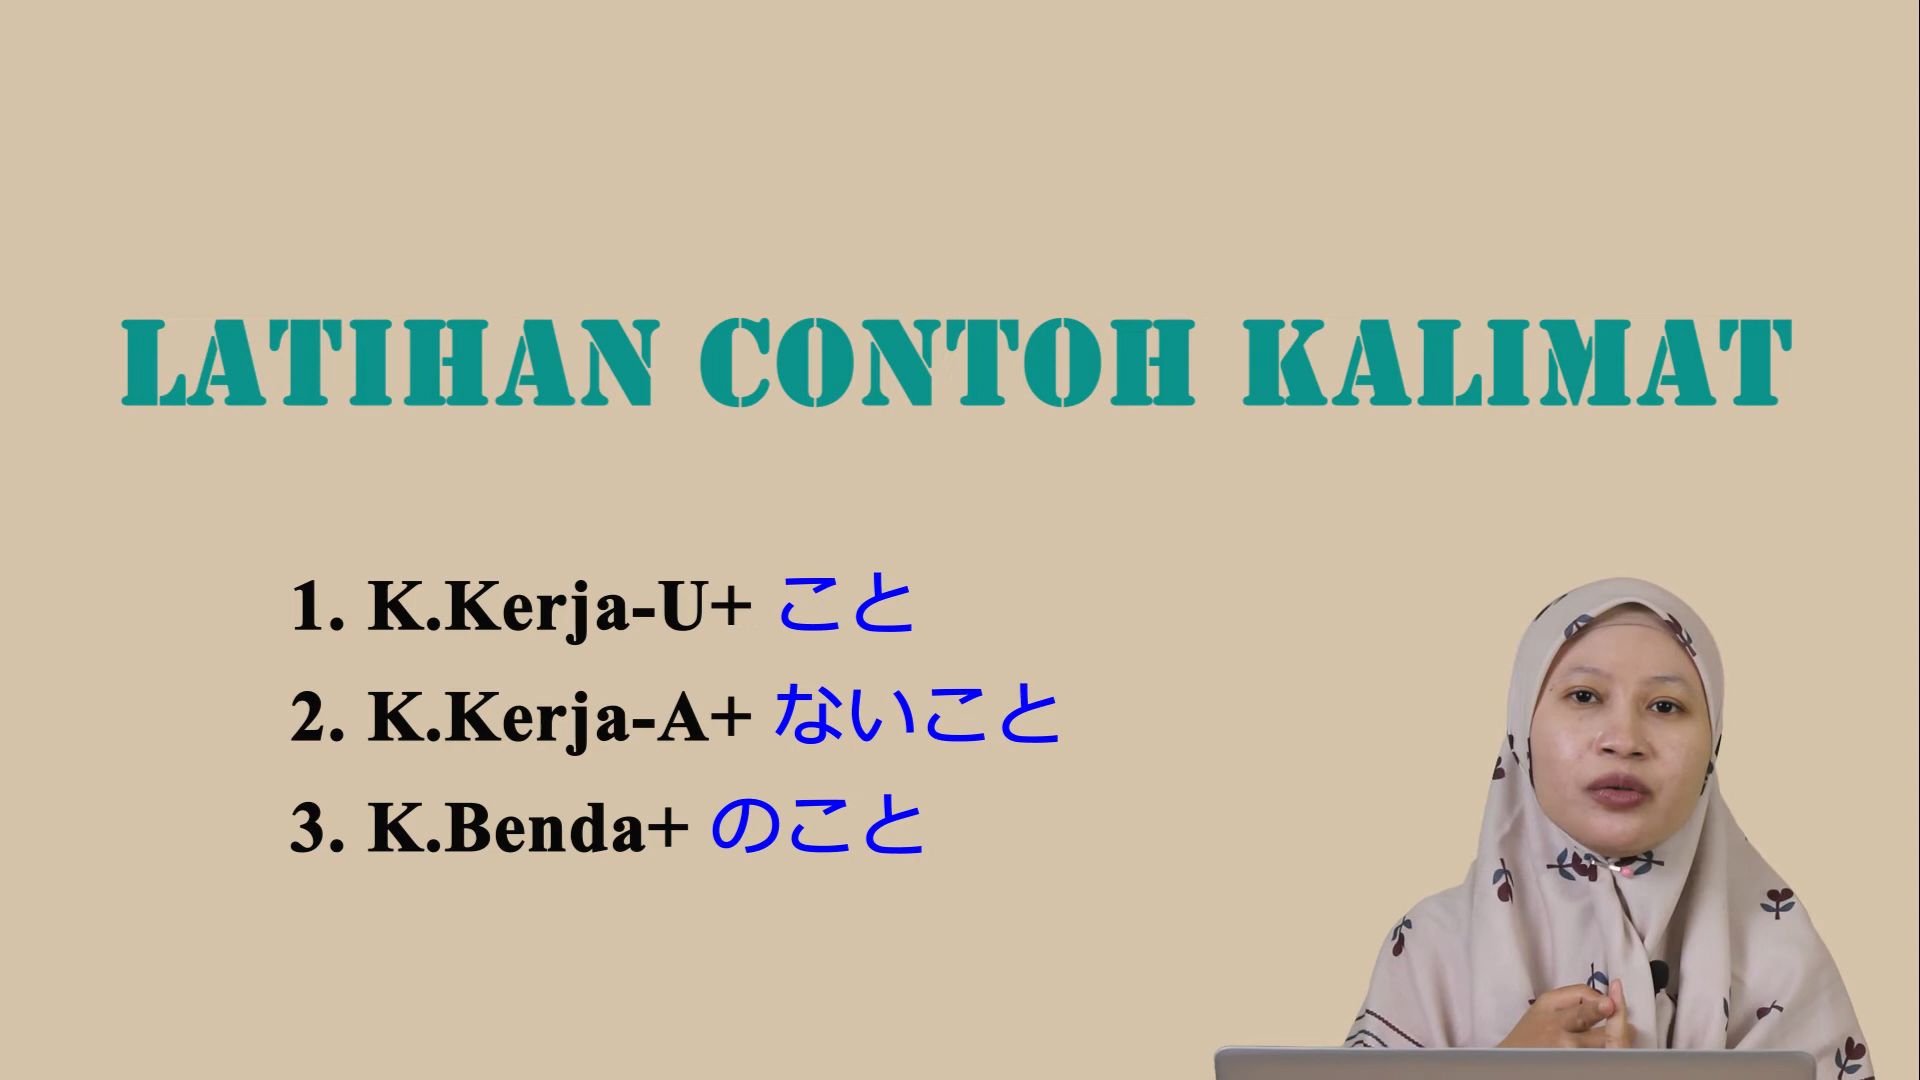 LATIHAN CONTOH KALIMAT
1. K.Kerja-U+ こと
2. K.Kerja-A+ ないこと
3. K.Benda+ のこと